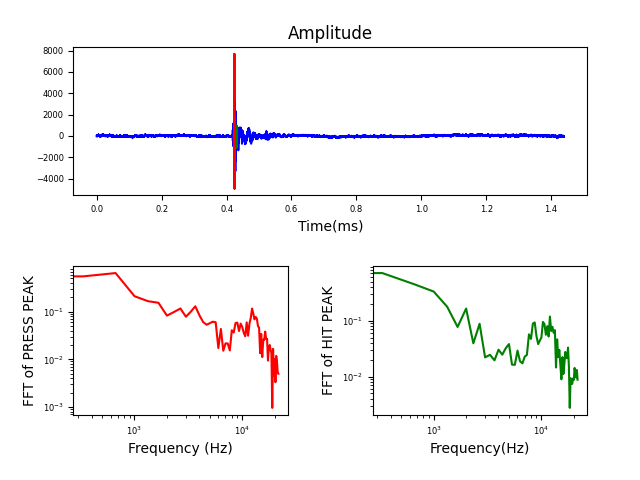 Amplitude
8000
6000
4000
2000
0
−2000
−4000
0.0 0.2 0.4 0.6 0.8 1.0 1.2 1.4
Time(ms)
FFT of PRESS PEAK
10⁻¹
10⁻²
10⁻³
10³ 10⁴
Frequency (Hz)
FFT of HIT PEAK
10⁻¹
10⁻²
10³ 10⁴
Frequency(Hz)